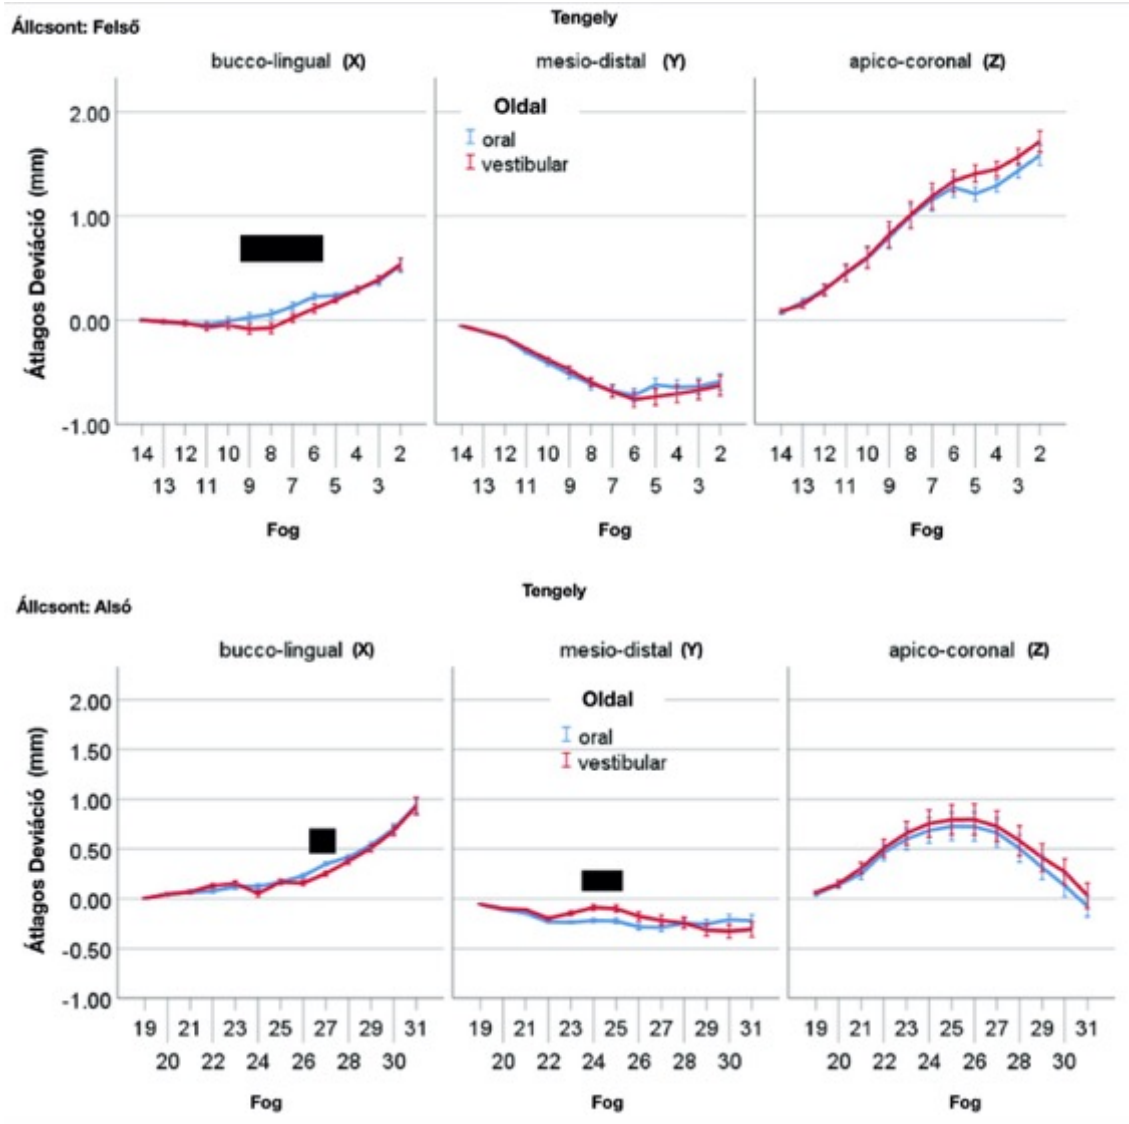 Állcsont: Felső
Tengely
bucco-lingual (X)
mesio-distal (Y)
apico-coronal (Z)
Átlagos Deviáció (mm)
2.00
1.00
0.00
-1.00
Oldal
oral
vestibular
14 12 10 8 6 4 2
13 11 9 7 5 3
14 12 10 8 6 4 2
13 11 9 7 5 3
14 12 10 8 6 4 2
13 11 9 7 5 3
Fog
Fog
Fog
Tengely
Állcsont: Alsó
bucco-lingual (X)
mesio-distal (Y)
apico-coronal (Z)
Átlagos Deviáció (mm)
2.00
1.50
1.00
0.50
0.00
-0.50
-1.00
Oldal
oral
vestibular
19 21 23 25 27 29 31
20 22 24 26 28 30
19 21 23 25 27 29 31
20 22 24 26 28 30
19 21 23 25 27 29 31
20 22 24 26 28 30
Fog
Fog
Fog